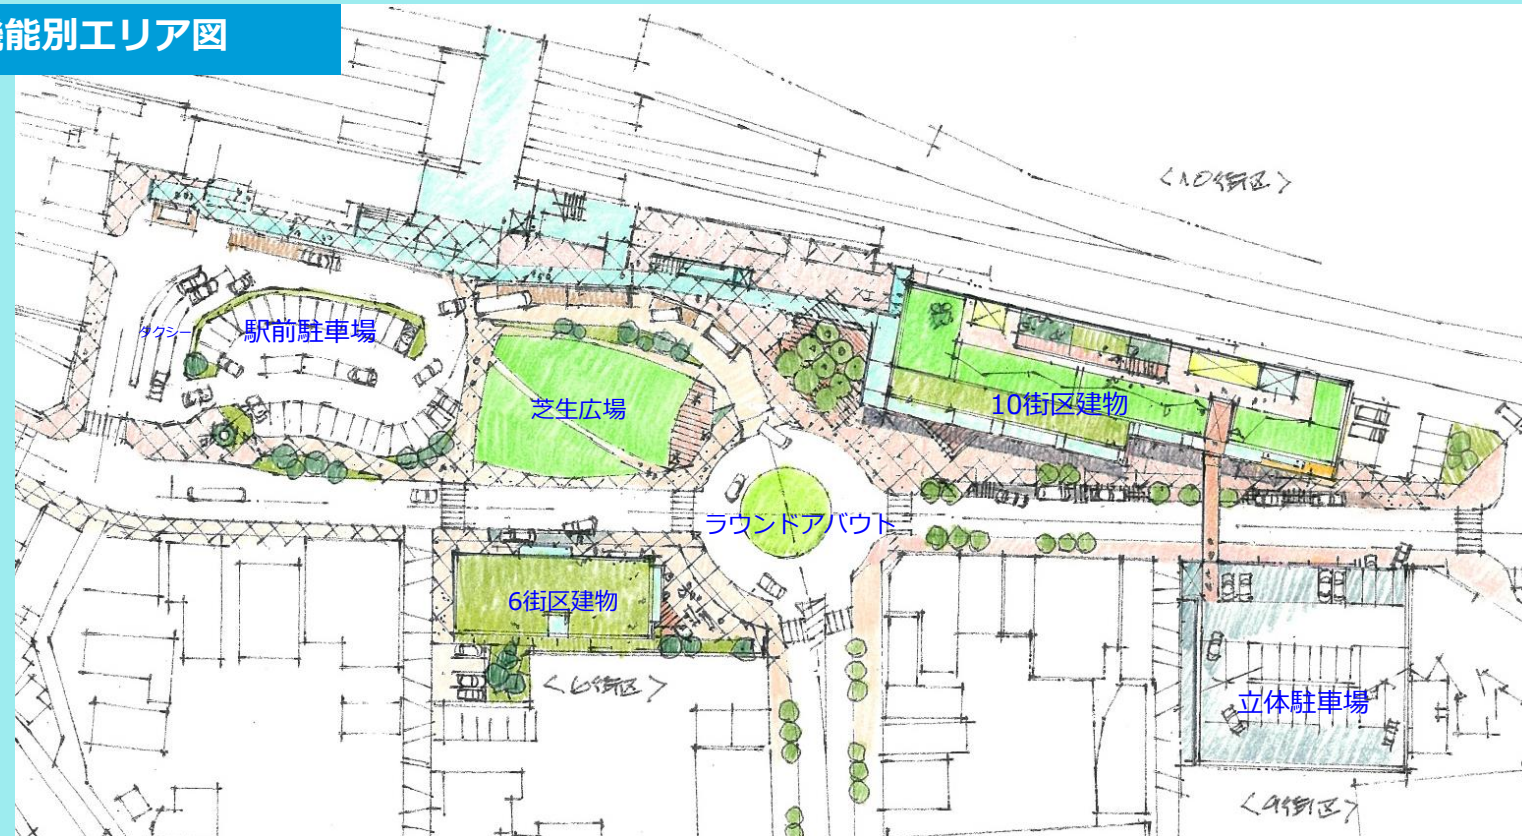 能別エリア図
<10街区>
タクシー
駅前駐車場
芝生広場
10街区建物
ラウンドアバウト
6街区建物
<6街区>
立体駐車場
<9街区>